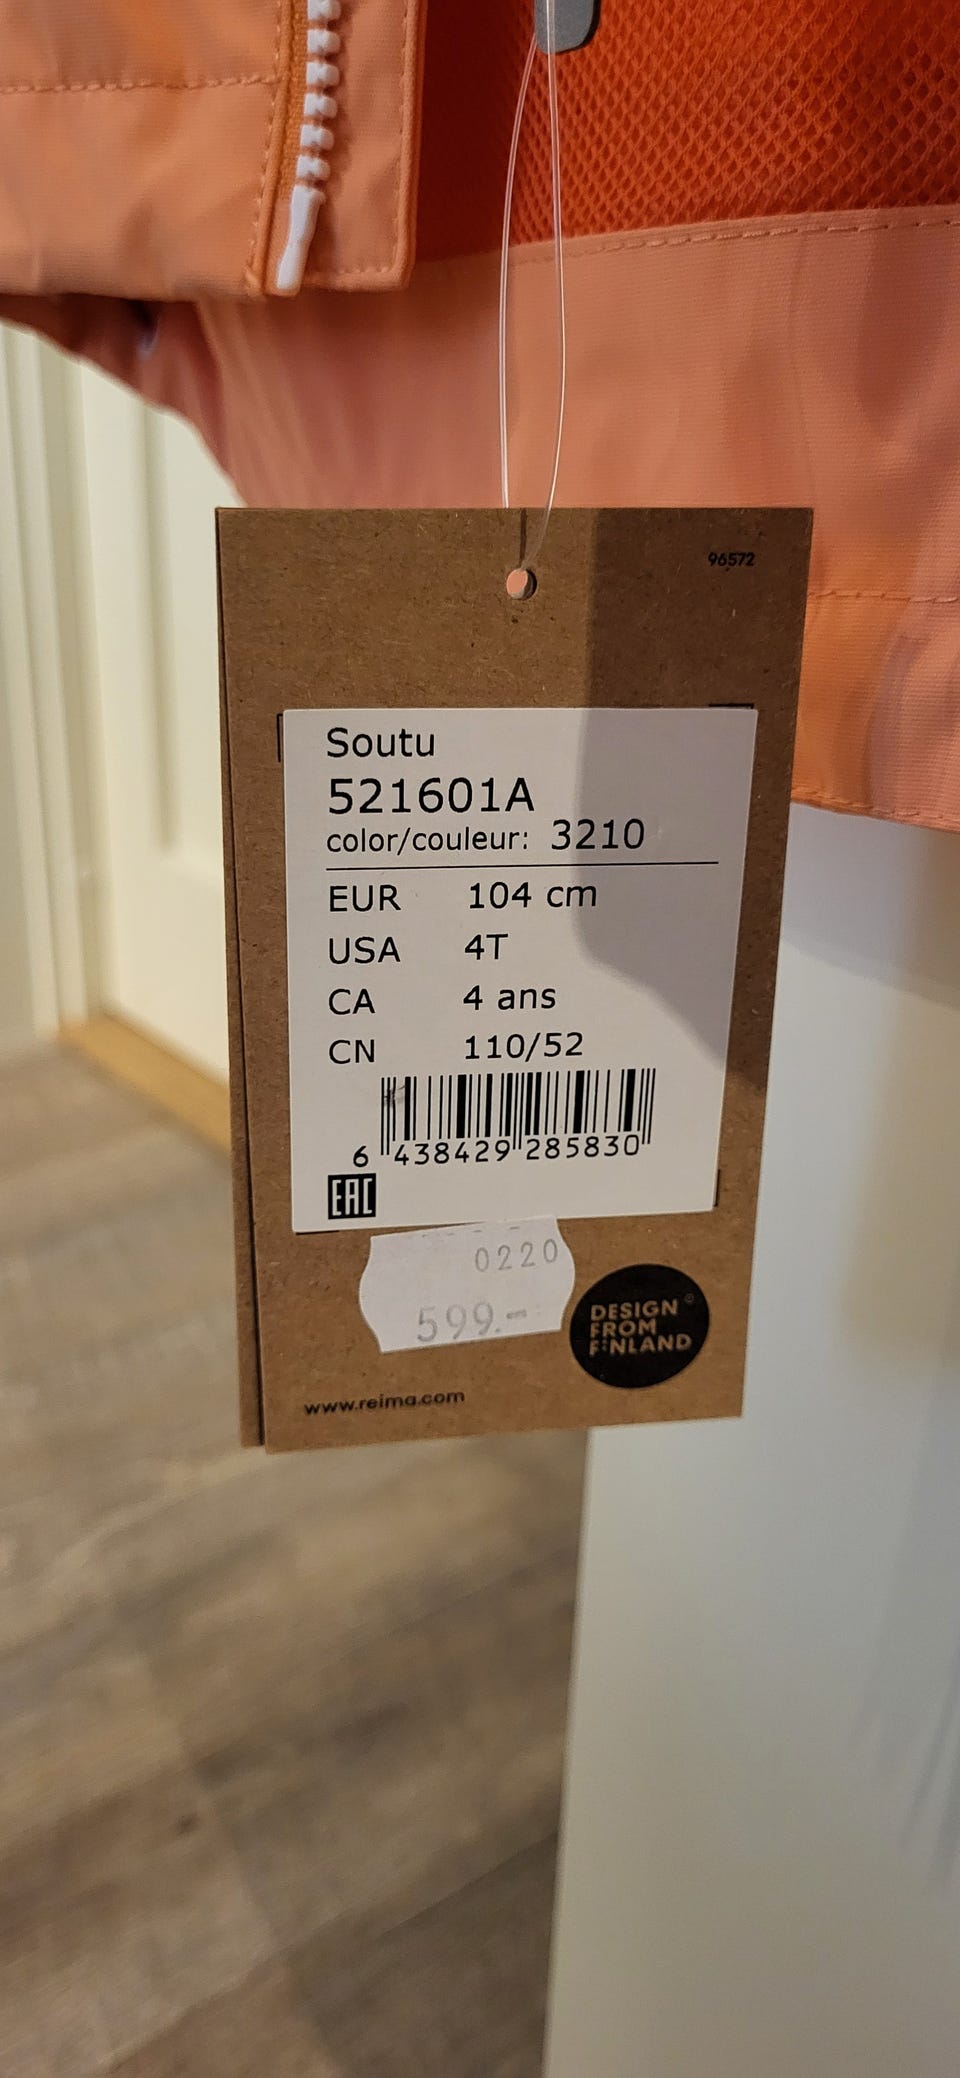 96572
Soutu
521601A
color/couleur: 3210
EUR 104 cm
USA 4T
CA 4 ans
CN 110/52
6 438429 285830
EAC
0220
599.-
DESIGN
FROM
FINLAND
www.reima.com